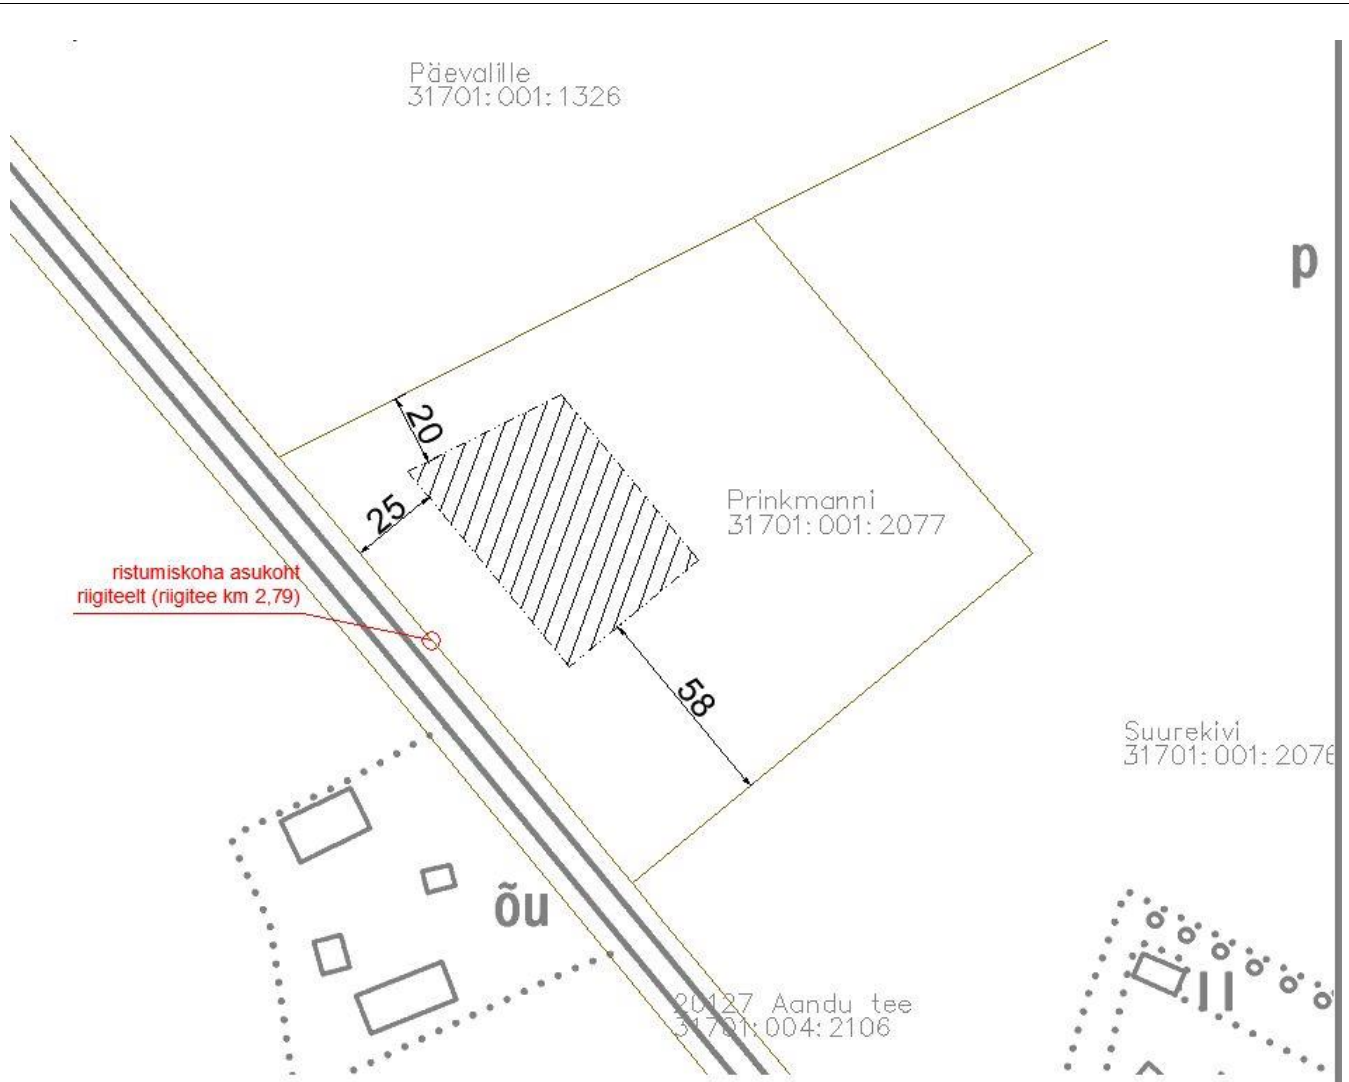 Päevalille
31701:001:1326
p
20
25
Prinkmanni
31701:001:2077
ristumiskoha asukoht
riigiteelt (riigitee km 2,79)
58
Suurekivi
31701:001:2076
õu
20127 Aandu tee
31701:004:2106